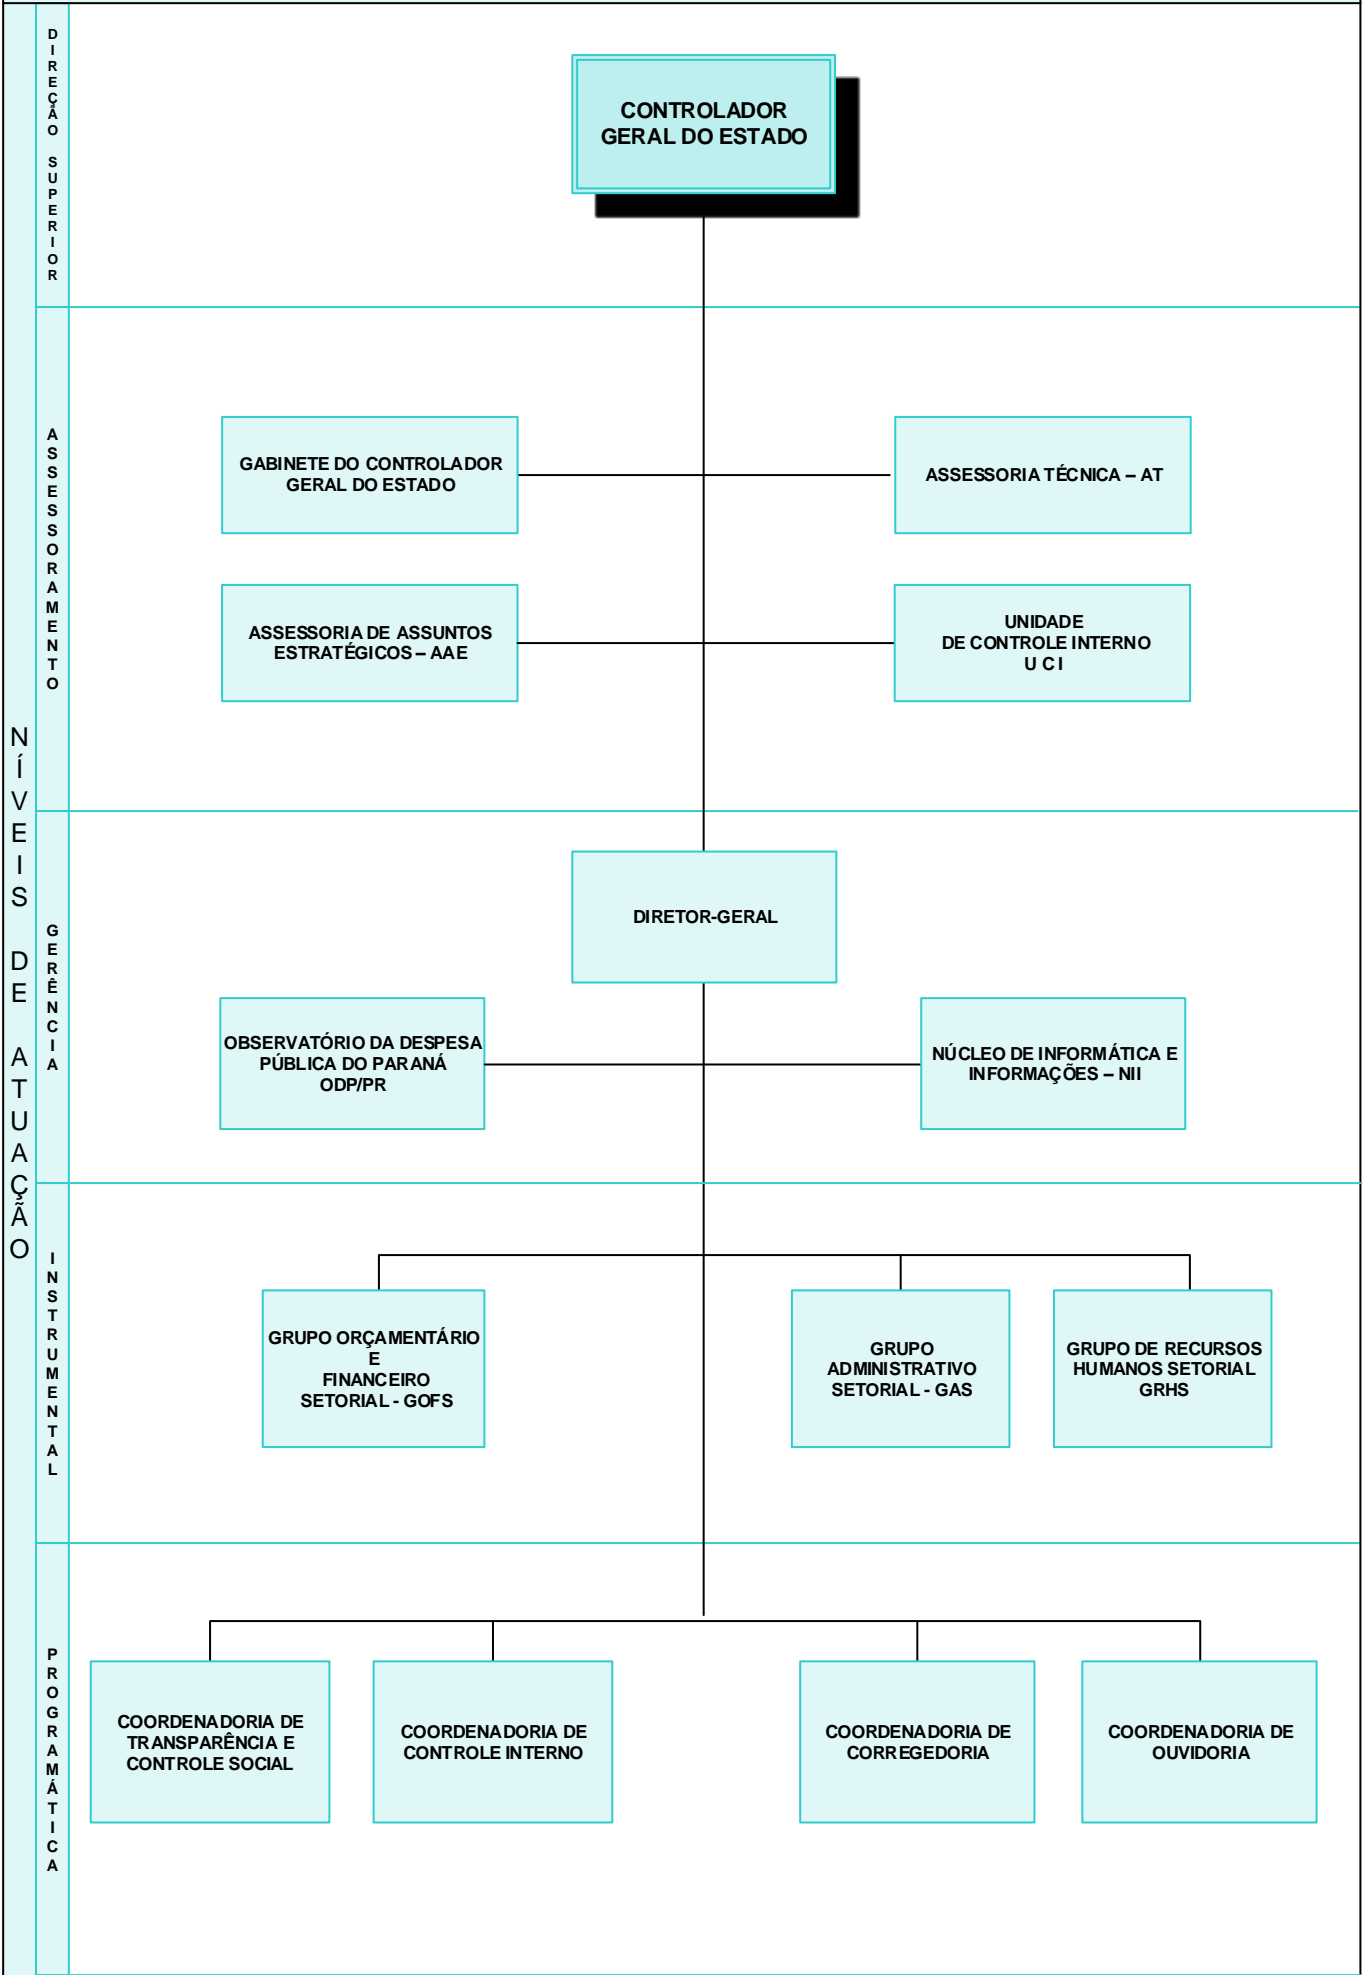 NÍVEIS DE ATUAÇÃO
DIREÇÃO SUPERIOR
CONTROLADOR
GERAL DO ESTADO
ASSESSORAMENTO
GABINETE DO CONTROLADOR
GERAL DO ESTADO
ASSESSORIA TÉCNICA – AT
ASSESSORIA DE ASSUNTOS
ESTRATÉGICOS – AAE
UNIDADE
DE CONTROLE INTERNO
U C I
GERÊNCIA
DIRETOR-GERAL
OBSERVATÓRIO DA DESPESA
PÚBLICA DO PARANÁ
ODP/PR
NÚCLEO DE INFORMÁTICA E
INFORMAÇÕES – NII
INSTRUMENTAL
GRUPO ORÇAMENTÁRIO
E
FINANCEIRO
SETORIAL - GOFS
GRUPO
ADMINISTRATIVO
SETORIAL - GAS
GRUPO DE RECURSOS
HUMANOS SETORIAL
GRHS
PROGRAMÁTICA
COORDENADORIA DE
TRANSPARÊNCIA E
CONTROLE SOCIAL
COORDENADORIA DE
CONTROLE INTERNO
COORDENADORIA DE
CORREGEDORIA
COORDENADORIA DE
OUVIDORIA